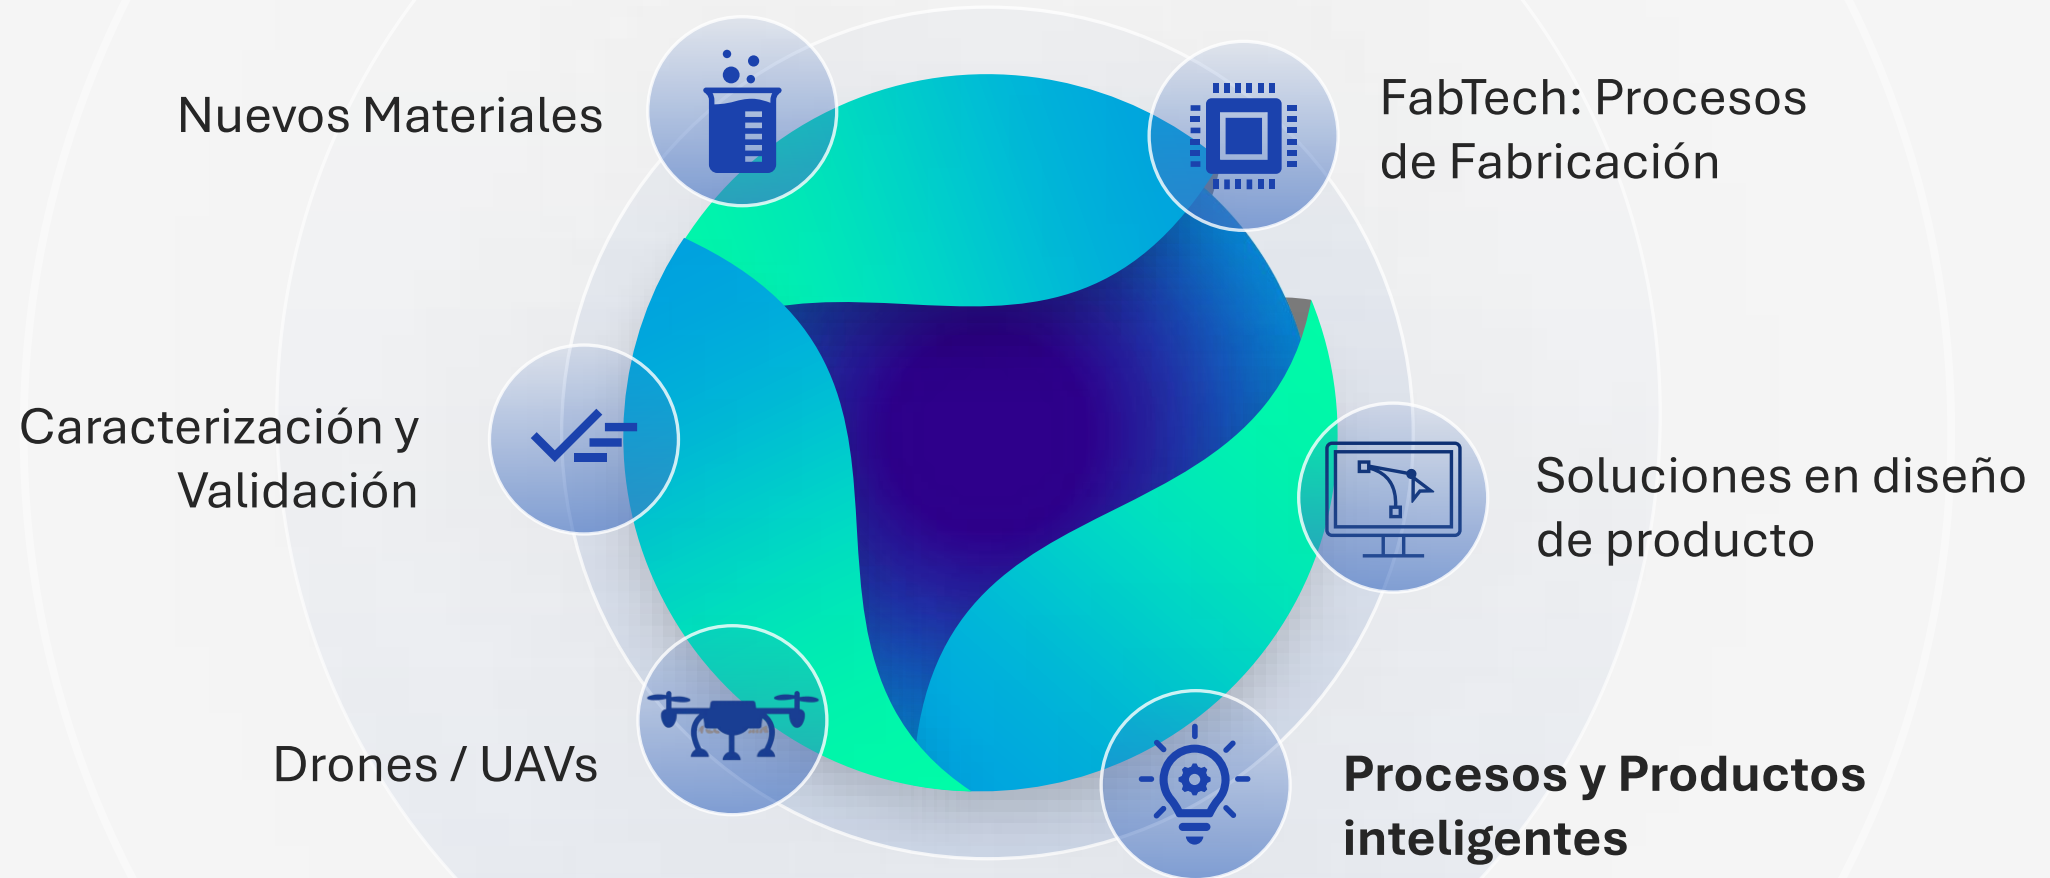 Nuevos Materiales
FabTech: Procesos
de Fabricación
Caracterización y
Validación
Soluciones en diseño
de producto
Drones / UAVs
Procesos y Productos
inteligentes